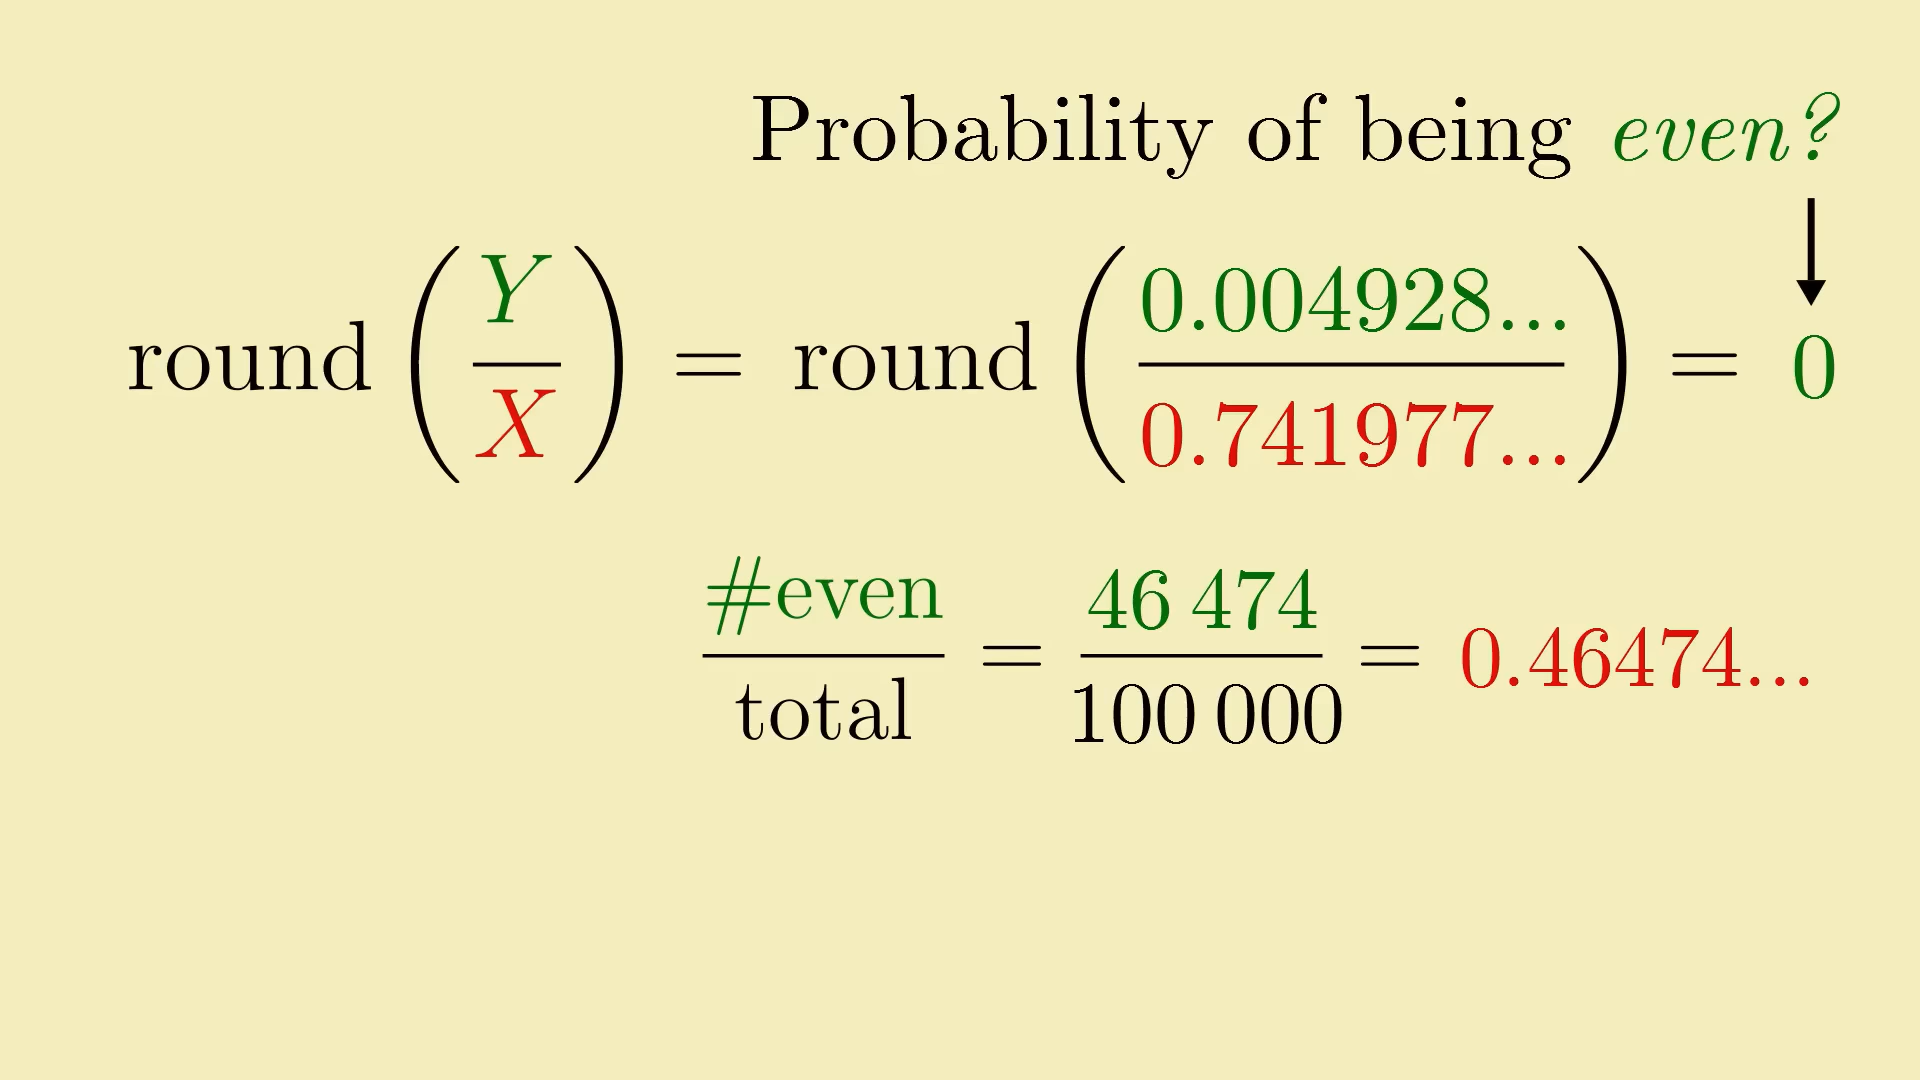 Probability of being even?
round ( Y / X ) = round ( 0.004928... / 0.741977... ) = 0
#even / total = 46 474 / 100 000 = 0.46474...